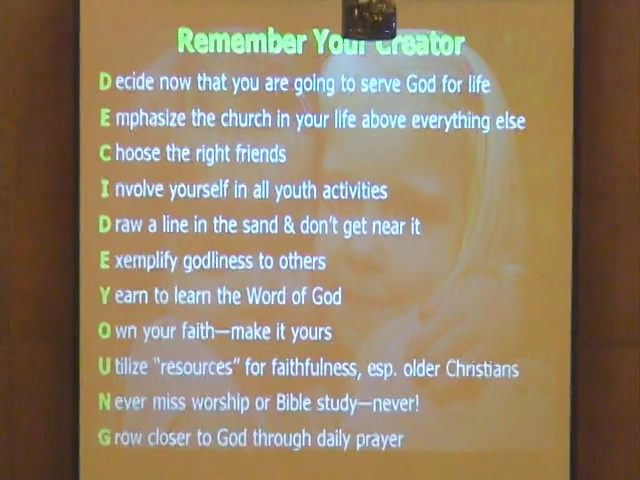 Remember Your Creator
Decide now that you are going to serve God for life
Emphasize the church in your life above everything else
Choose the right friends
Involve yourself in all youth activities
Draw a line in the sand & don't get near it
Exemplify godliness to others
Yearn to learn the Word of God
Own your faith—make it yours
Utilize "resources" for faithfulness, esp. older Christians
Never miss worship or Bible study—never!
Grow closer to God through daily prayer